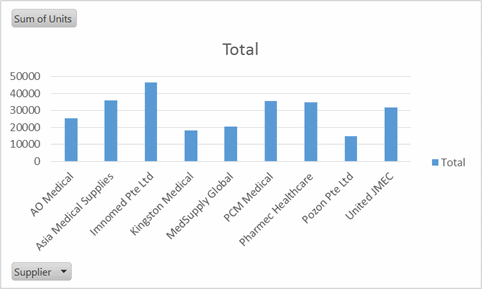 Sum of Units
Total
50000
40000
30000
20000
10000
0
AO Medical
Asia Medical Supplies
Imnomed Pte Ltd
Kingston Medical
MedSupply Global
PCM Medical
Pharmec Healthcare
Pozon Pte Ltd
United JMEC
Total
Supplier